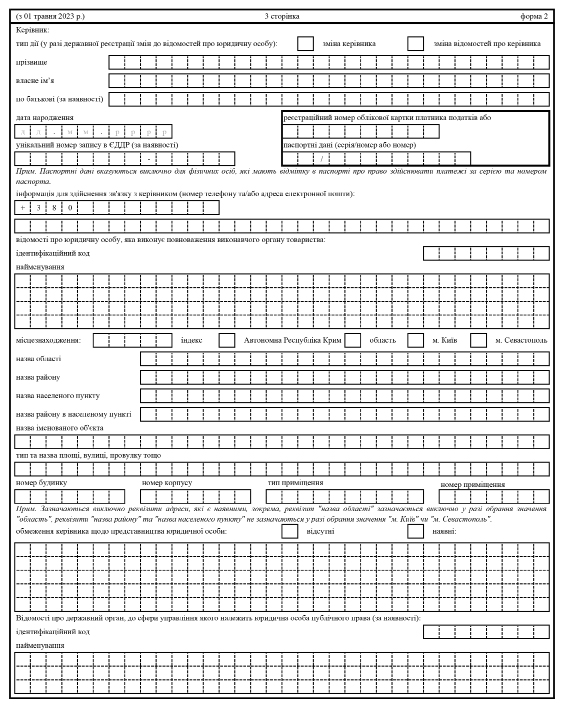 (з 01 травня 2023 р.) 3 сторінка форма 2
Керівник:
тип дії (у разі державної реєстрації змін до відомостей про юридичну особу): зміна керівника зміна відомостей про керівника
прізвище
власне ім'я
по батькові (за наявності)
дата народження реєстраційний номер облікової картки платника податків або
д д . м м . р р р р
унікальний номер запису в ЄДДР (за наявності) паспортні дані (серія/номер або номер)
- /
Прим. Паспортні дані вказуються виключно для фізичних осіб, які мають відмітку в паспорті про право здійснювати платежі за серією та номером
паспорта.
інформація для здійснення зв'язку з керівником (номер телефону та/або адреса електронної пошти):
+ 3 8 0
відомості про юридичну особу, яка виконує повноваження виконавчого органу товариства:
ідентифікаційний код
найменування
місцезнаходження: індекс Автономна Республіка Крим область м. Київ м. Севастополь
назва області
назва району
назва населеного пункту
назва району в населеному пункті
назва іменованого об'єкта
тип та назва площі, вулиці, провулку тощо
номер будинку номер корпусу тип приміщення номер приміщення
Прим. Зазначаються виключно реквізити адреси, які є наявними, зокрема, реквізит "назва області" зазначається виключно у разі обрання значення
"область", реквізити "назва району" та "назва населеного пункту" не зазначаються у разі обрання значення "м. Київ" чи "м. Севастополь".
обмеження керівника щодо представництва юридичної особи: відсутні наявні:
Відомості про державний орган, до сфери управління якого належить юридична особа публічного права (за наявності):
ідентифікаційний код
найменування